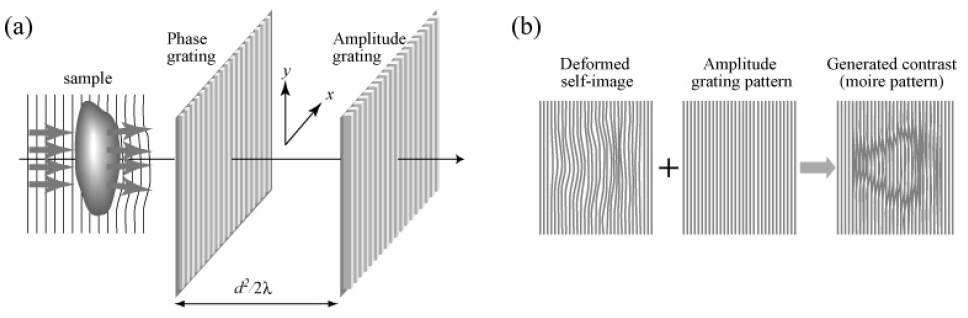 (a)
sample
Phase
grating
Amplitude
grating
y
x
d²/2λ
(b)
Deformed
self-image
Amplitude
grating pattern
Generated contrast
(moire pattern)
+